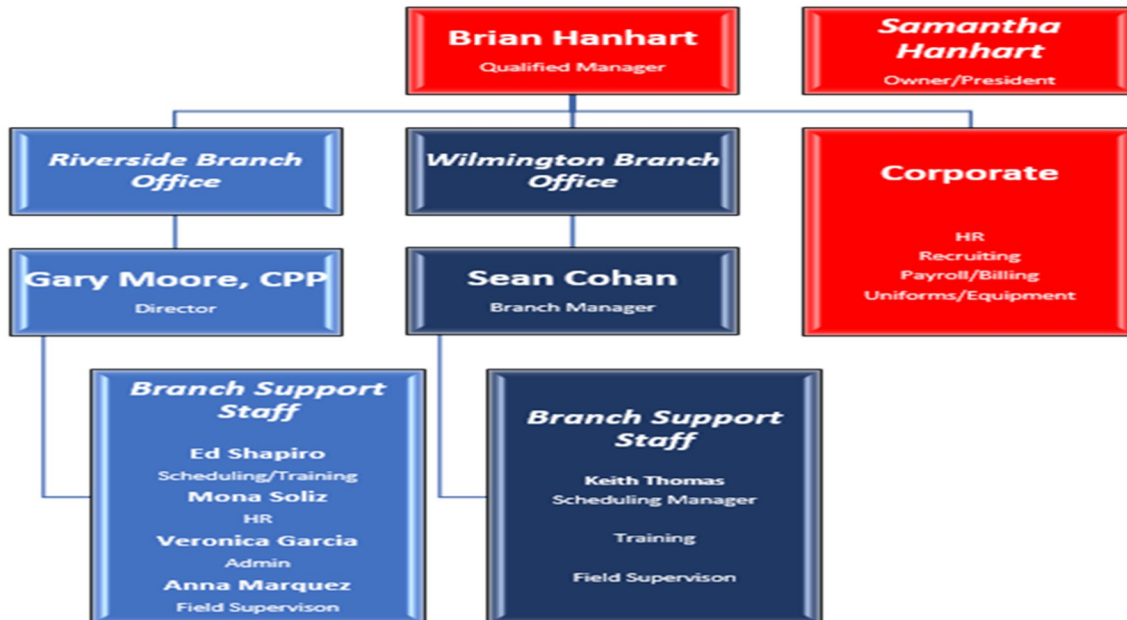 Brian Hanhart
Qualified Manager
Samantha
Hanhart
Owner/President
Riverside Branch
Office
Wilmington Branch
Office
Corporate
HR
Recruiting
Payroll/Billing
Uniforms/Equipment
Gary Moore, CPP
Director
Sean Cohan
Branch Manager
Branch Support
Staff
Ed Shapiro
Scheduling/Training
Mona Soliz
HR
Veronica Garcia
Admin
Anna Marquez
Field Supervison
Branch Support
Staff
Keith Thomas
Scheduling Manager
Training
Field Supervison